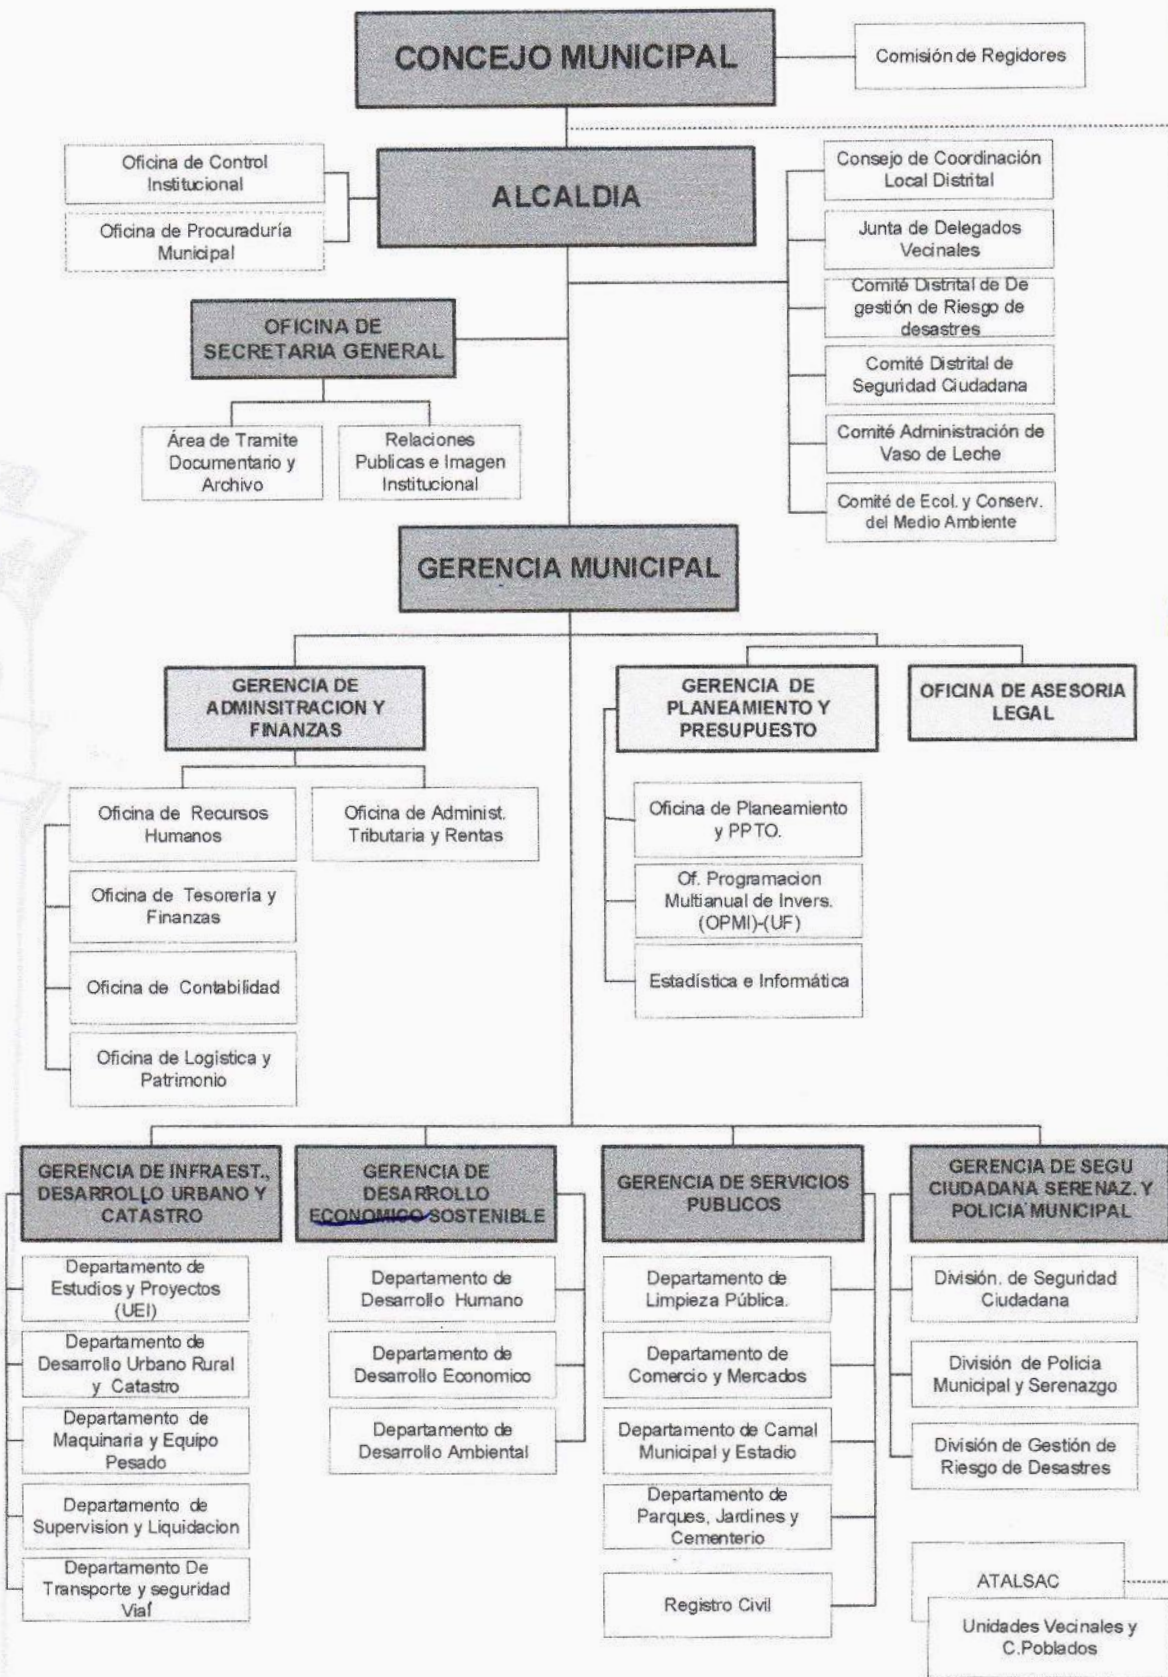 CONCEJO MUNICIPAL
Comisión de Regidores
Oficina de Control
Institucional
Oficina de Procuraduría
Municipal
ALCALDIA
Consejo de Coordinación
Local Distrital
Junta de Delegados
Vecinales
Comité Distrital de De
gestión de Riesgo de
desastres
Comité Distrital de
Seguridad Ciudadana
Comité Administración de
Vaso de Leche
Comité de Ecol. y Conserv.
del Medio Ambiente
OFICINA DE
SECRETARIA GENERAL
Área de Tramite
Documentario y
Archivo
Relaciones
Publicas e Imagen
Institucional
GERENCIA MUNICIPAL
GERENCIA DE
ADMINSITRACION Y
FINANZAS
GERENCIA DE
PLANEAMIENTO Y
PRESUPUESTO
OFICINA DE ASESORIA
LEGAL
Oficina de Recursos
Humanos
Oficina de Administ.
Tributaria y Rentas
Oficina de Tesorería y
Finanzas
Oficina de Contabilidad
Oficina de Logística y
Patrimonio
Oficina de Planeamiento
y PPTO.
Of. Programacion
Multianual de Invers.
(OPMI)-(UF)
Estadística e Informática
GERENCIA DE INFRAEST.,
DESARROLLO URBANO Y
CATASTRO
Departamento de
Estudios y Proyectos
(UEI)
Departamento de
Desarrollo Urbano Rural
y Catastro
Departamento de
Maquinaria y Equipo
Pesado
Departamento de
Supervision y Liquidacion
Departamento De
Transporte y seguridad
Vial
GERENCIA DE
DESARROLLO
ECONOMICO SOSTENIBLE
Departamento de
Desarrollo Humano
Departamento de
Desarrollo Economico
Departamento de
Desarrollo Ambiental
GERENCIA DE SERVICIOS
PUBLICOS
Departamento de
Limpieza Pública.
Departamento de
Comercio y Mercados
Departamento de Camal
Municipal y Estadio
Departamento de
Parques, Jardines y
Cementerio
Registro Civil
GERENCIA DE SEGU
CIUDADANA SERENAZ. Y
POLICIA MUNICIPAL
División. de Seguridad
Ciudadana
División de Policia
Municipal y Serenazgo
División de Gestión de
Riesgo de Desastres
ATALSAC
Unidades Vecinales y
C.Poblados